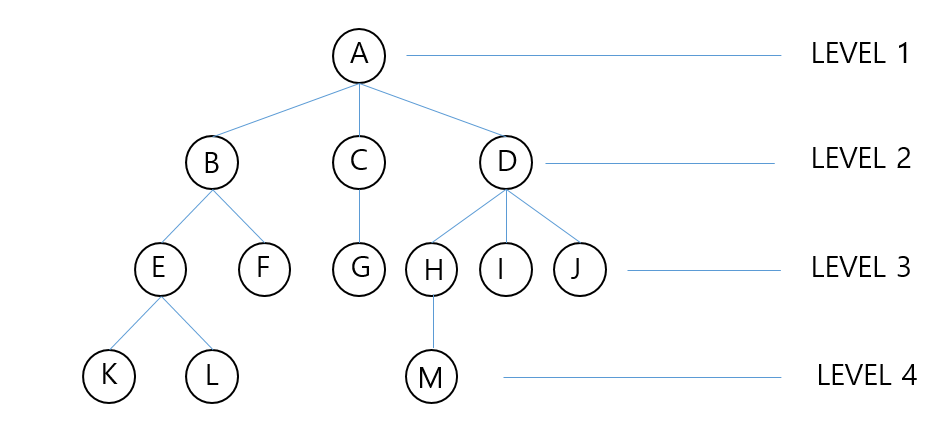 A LEVEL 1
B C D LEVEL 2
E F G H I J LEVEL 3
K L M LEVEL 4